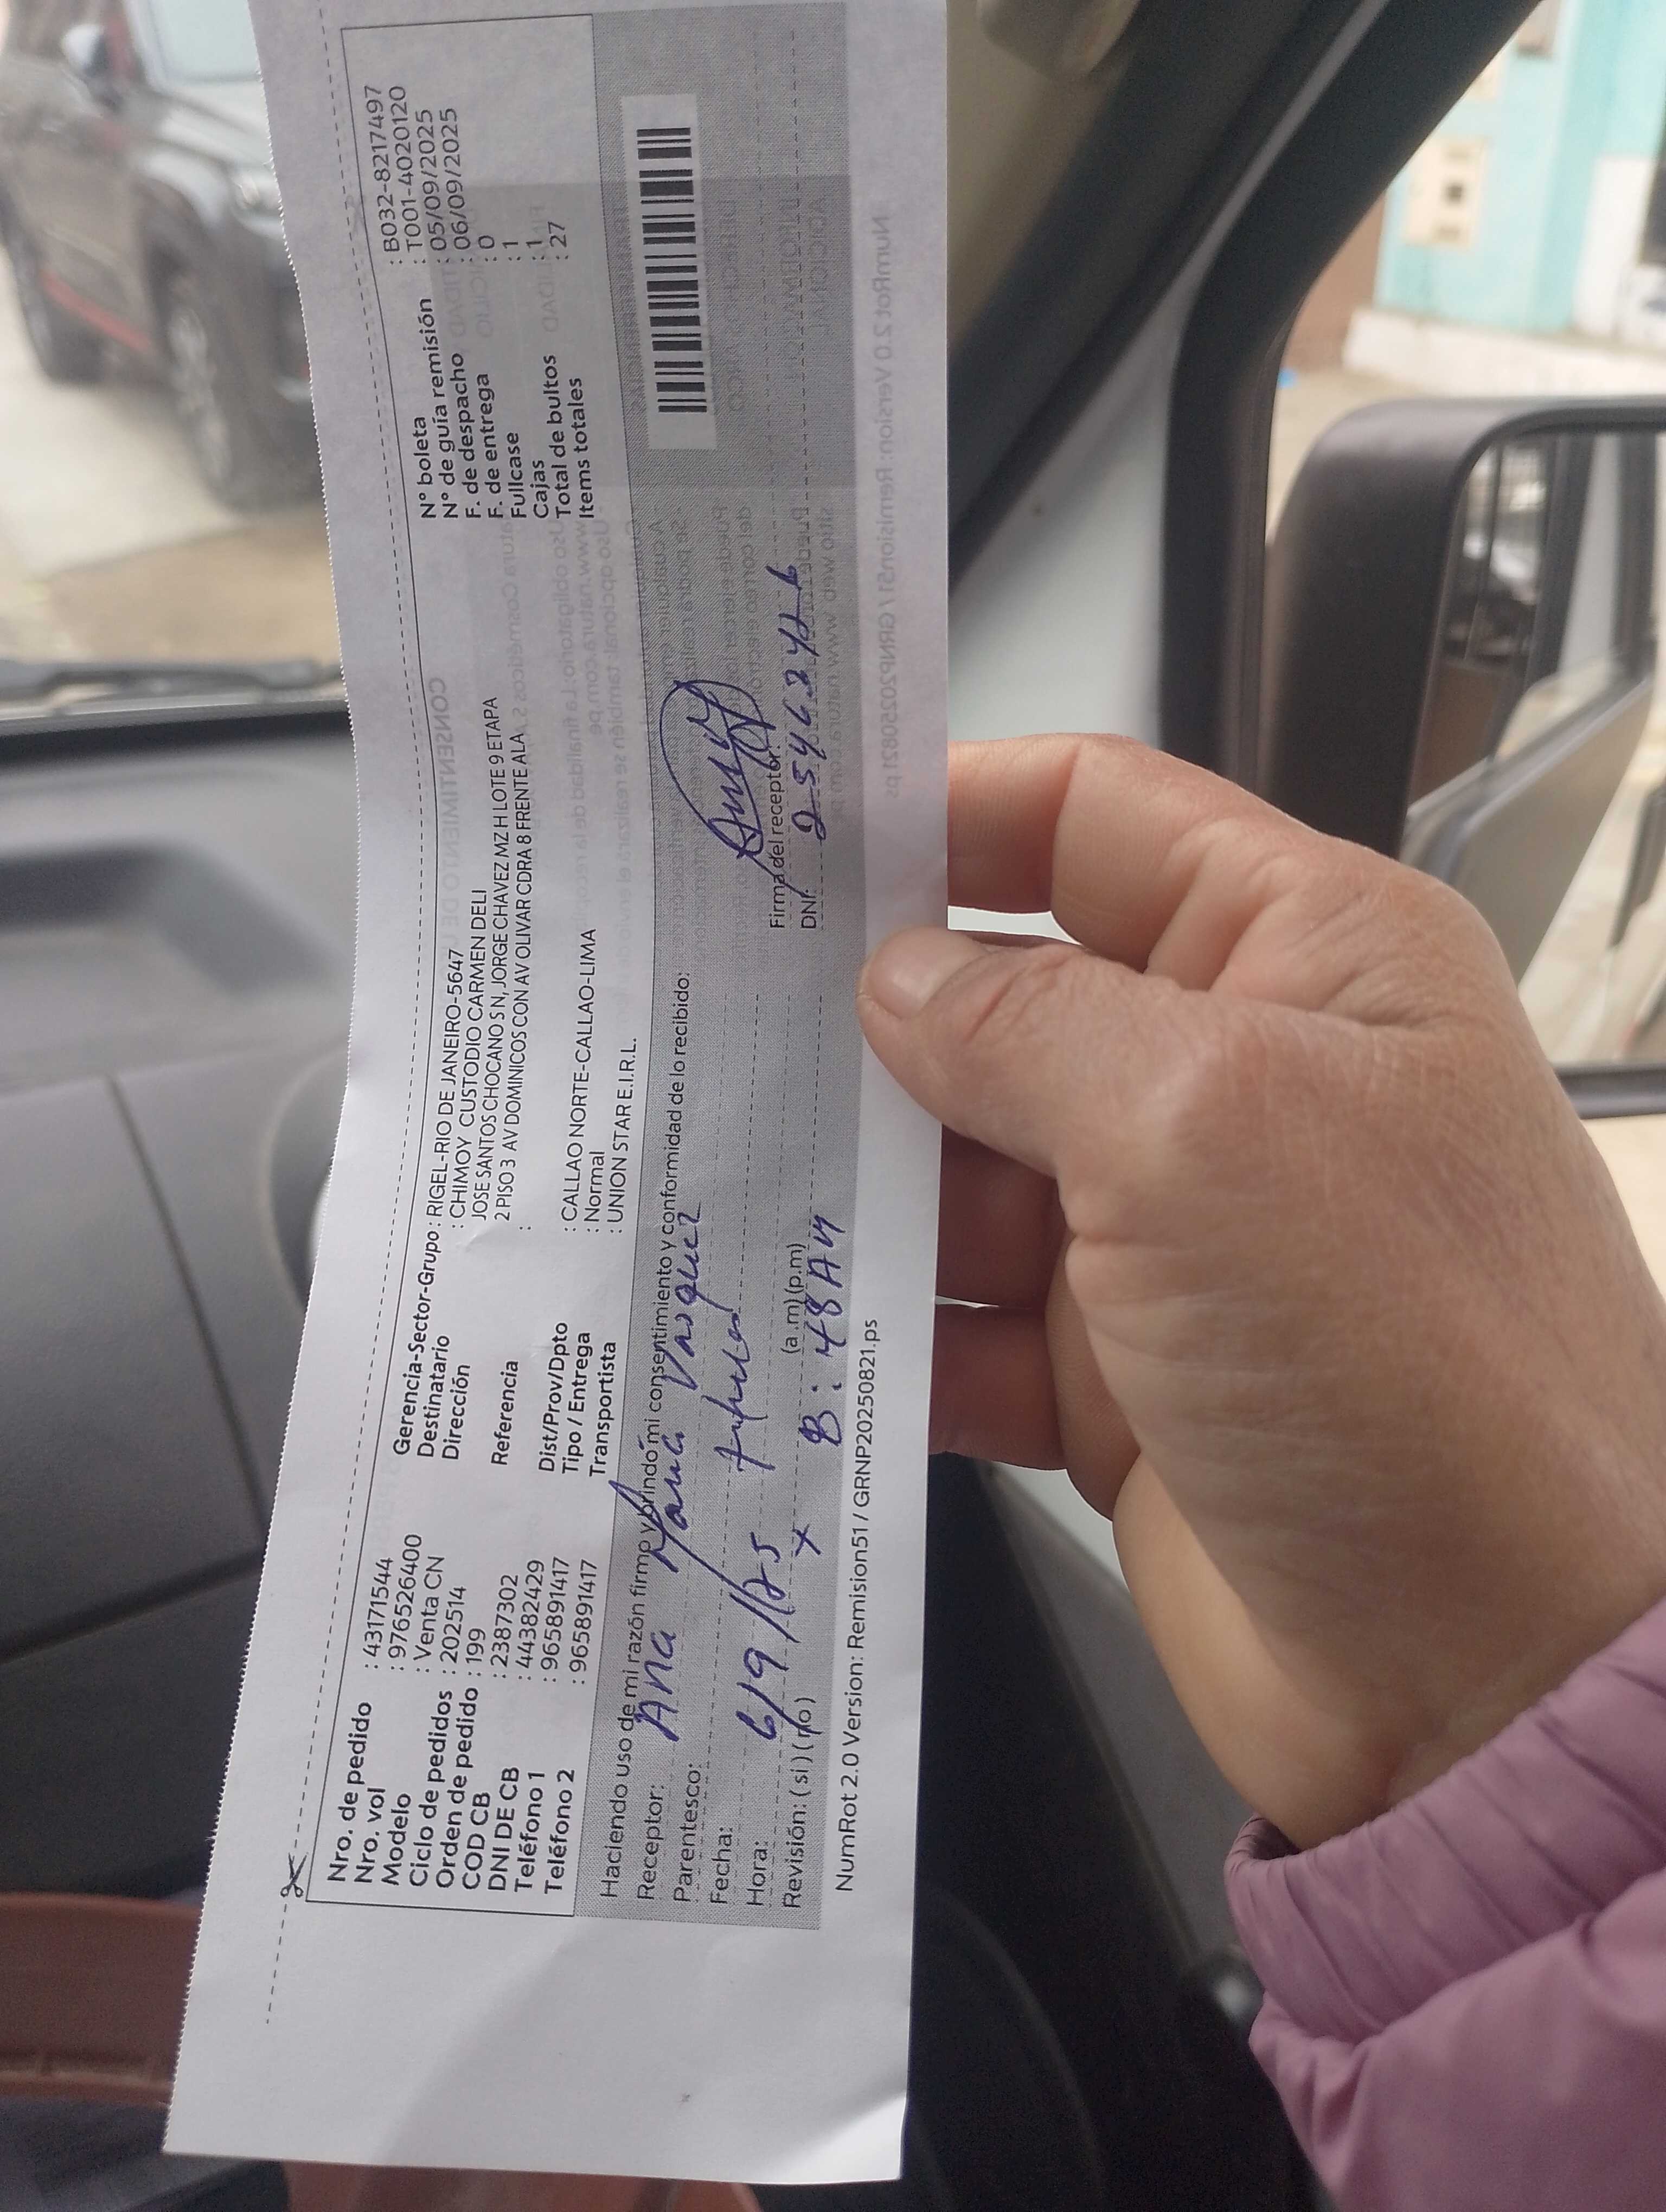 Nro. de pedido : 43171544
Nro. vol : 976526400
Modelo : Venta CN
Ciclo de pedidos : 202514
Orden de pedido : 199
COD CB : 2387302
DNI DE CB : 44382429
Teléfono 1 : 965891417
Teléfono 2 : 965891417
Gerencia-Sector-Grupo : RIGEL-RIO DE JANEIRO-5647
Destinatario : CHIMOY CUSTODIO CARMEN DELI
Dirección JOSE SANTOS CHOCANO S N, JORGE CHAVEZ MZ H LOTE 9 ETAPA
2 PISO 3 AV DOMINICOS CON AV OLIVAR CDRA 8 FRENTE ALA
Referencia :
Dist/Prov/Dpto : CALLAO NORTE-CALLAO-LIMA
Tipo / Entrega : Normal
Transportista : UNION STAR E.I.R.L.
N° boleta : B032-8217497
N° de guía remisión : T001-4020120
F. de despacho : 05/09/2025
F. de entrega : 06/09/2025
Fullcase : 0
Cajas : 1
Total de bultos : 1
Items totales : 27
Haciendo uso de mi razón firmo y brindo mi consentimiento y conformidad de lo recibido:
Receptor: Ana María Vasquez
Parentesco:
Fecha: 6/9/25
Hora: (a.m) (p.m) 8:48 AM
Revisión: ( si ) ( no ) x
Firma del receptor:
DNI:
NumRot 2.0 Version: Remision51 / GRNP20250821.ps